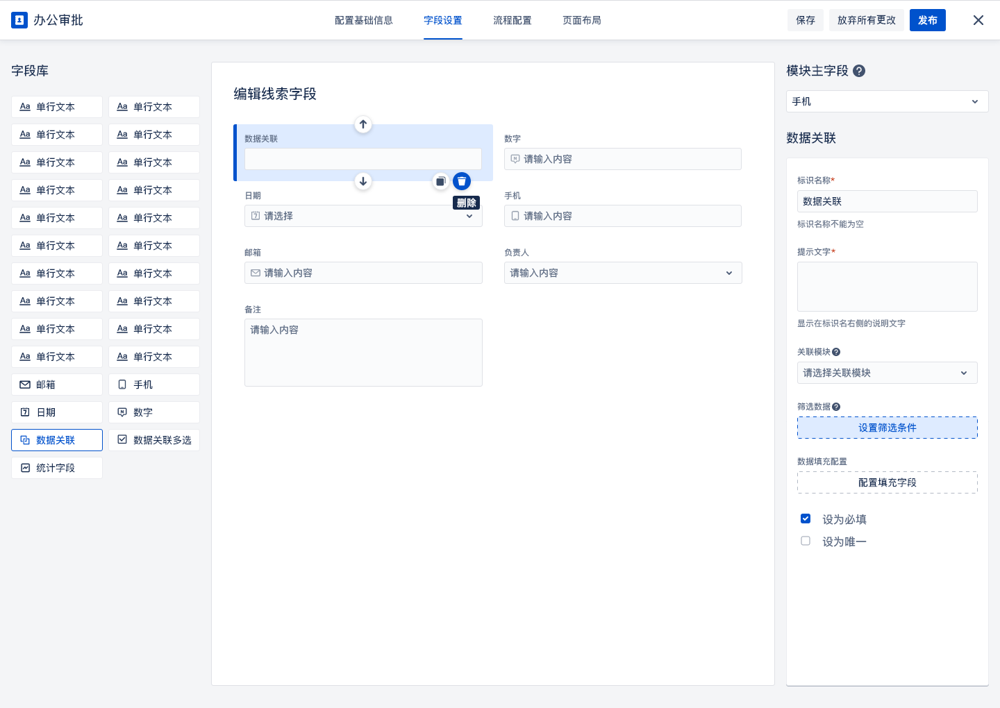 办公审批
配置基础信息 字段设置 流程配置 页面布局
保存 放弃所有更改 发布
字段库
Aa 单行文本 Aa 单行文本
Aa 单行文本 Aa 单行文本
Aa 单行文本 Aa 单行文本
Aa 单行文本 Aa 单行文本
Aa 单行文本 Aa 单行文本
Aa 单行文本 Aa 单行文本
Aa 单行文本 Aa 单行文本
Aa 单行文本 Aa 单行文本
Aa 单行文本 Aa 单行文本
Aa 单行文本 Aa 单行文本
邮箱 手机
7 日期 N 数字
数据关联 数据关联多选
统计字段
编辑线索字段
数据关联 数字
N 请输入内容
删除
日期 手机
7 请选择 请输入内容
邮箱 负责人
请输入内容 请输入内容
备注
请输入内容
模块主字段 ?
手机
数据关联
标识名称*
数据关联
标识名称不能为空
提示文字*
显示在标识名右侧的说明文字
关联模块 ?
请选择关联模块
筛选数据 ?
设置筛选条件
数据填充配置
配置填充字段
设为必填
设为唯一